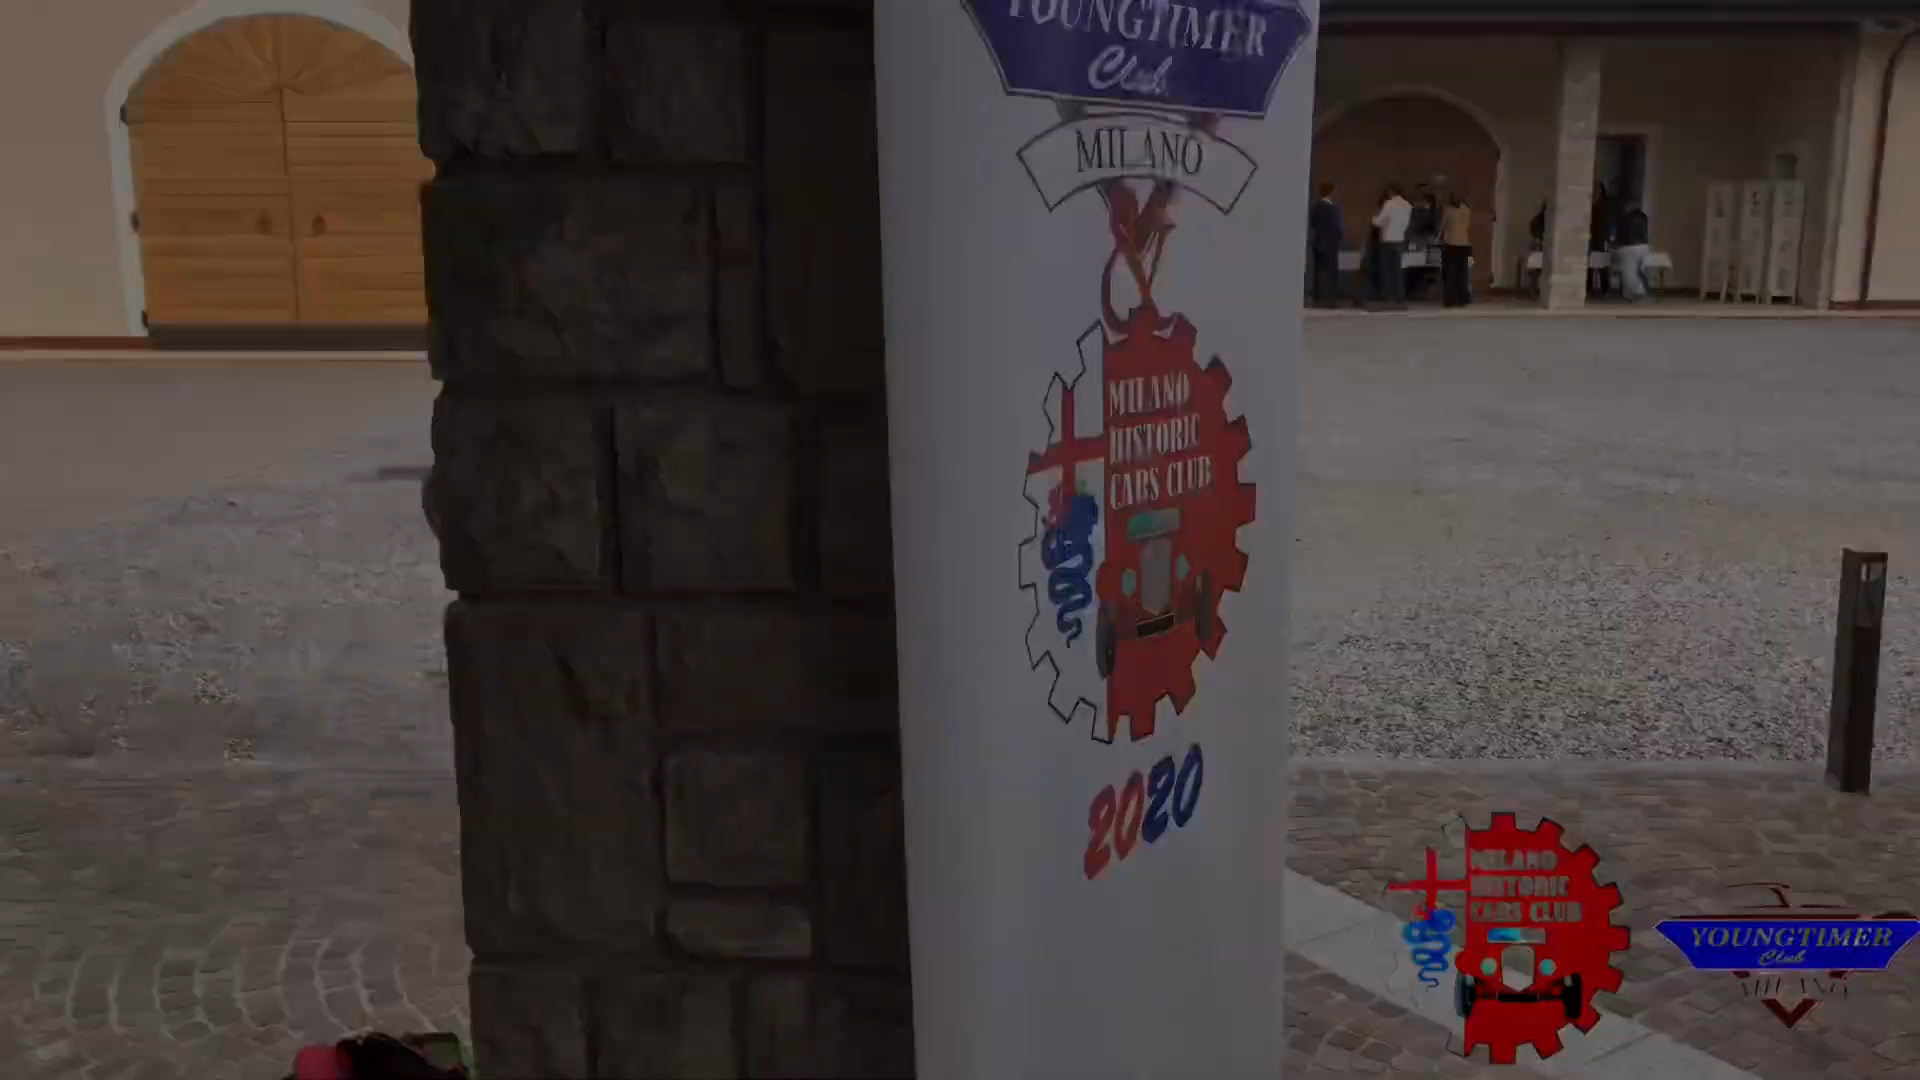 YOUNGTIMER
Club
MILANO
MILANO
HISTORIC
CARS CLUB
2020
MILANO
HISTORIC
CARS CLUB
YOUNGTIMER
Club
MILANO